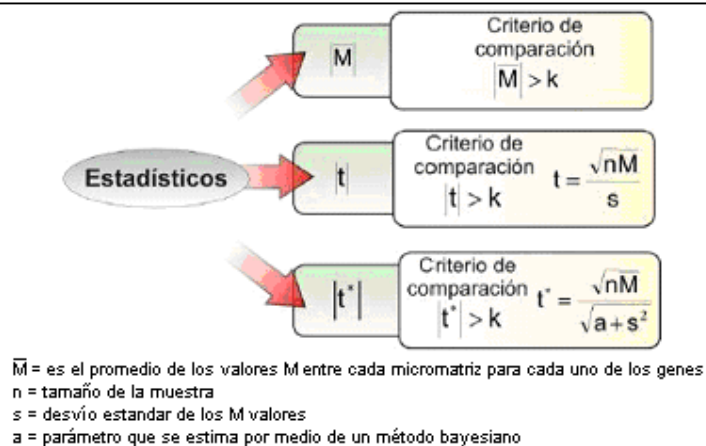 |M̅|
Criterio de
comparación
|M̅| > k
Estadísticos
|t|
Criterio de
comparación
|t| > k
t = √nM̅ / s
|t*|
Criterio de
comparación
|t*| > k
t* = √nM̅ / √a+s²
M̅ = es el promedio de los valores M entre cada micromatriz para cada uno de los genes
n = tamaño de la muestra
s = desvío estandar de los M valores
a = parámetro que se estima por medio de un método bayesiano